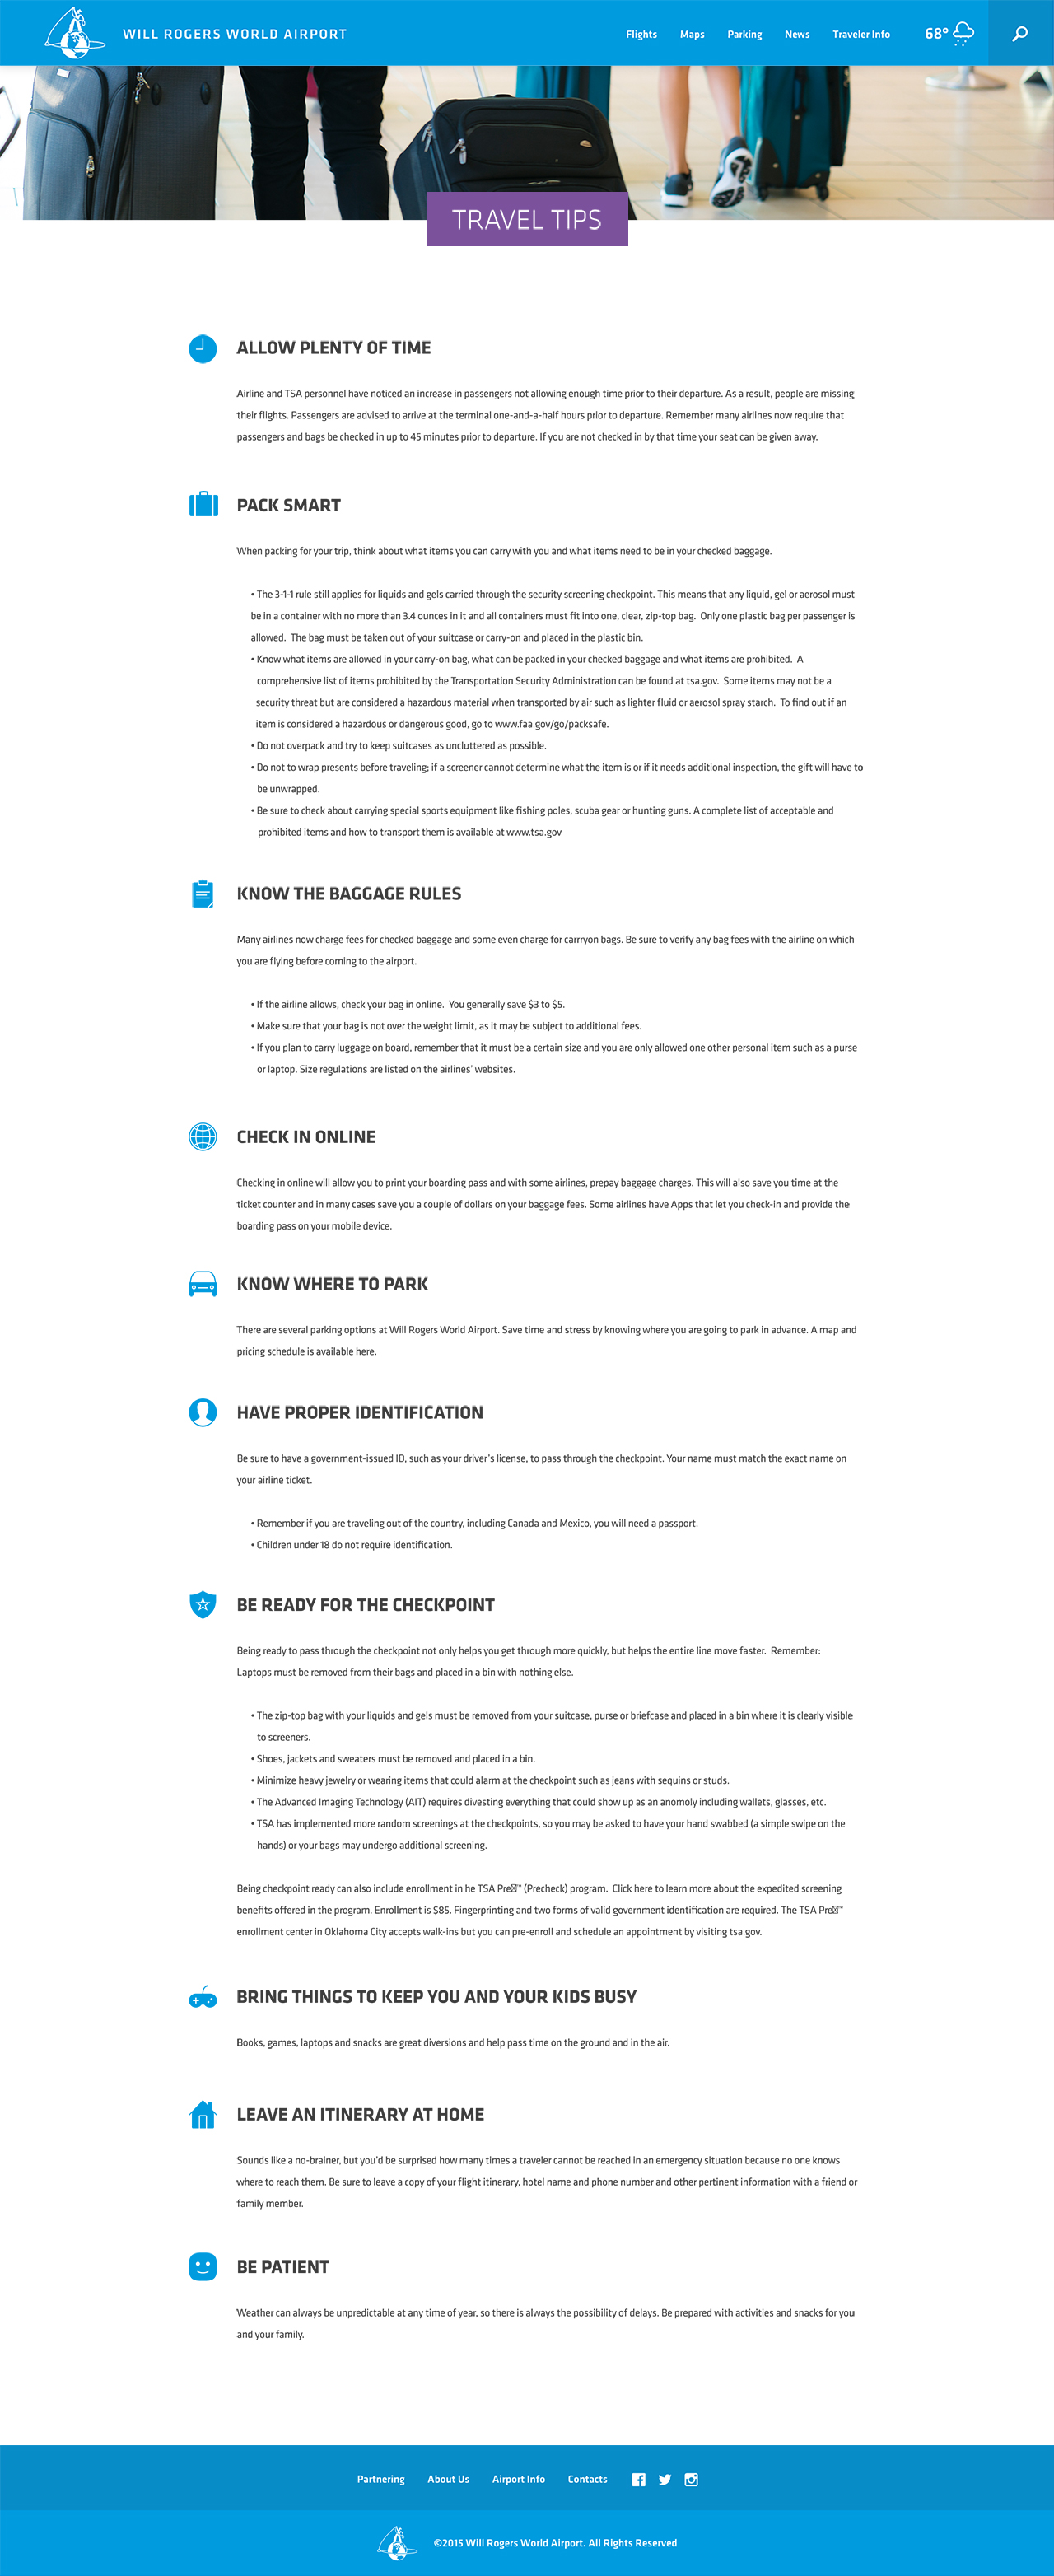 WILL ROGERS WORLD AIRPORT
Flights Maps Parking News Traveler Info 68°
TRAVEL TIPS
ALLOW PLENTY OF TIME
Airline and TSA personnel have noticed an increase in passengers not allowing enough time prior to their departure. As a result, people are missing
their flights. Passengers are advised to arrive at the terminal one-and-a-half hours prior to departure. Remember many airlines now require that
passengers and bags be checked in up to 45 minutes prior to departure. If you are not checked in by that time your seat can be given away.
PACK SMART
When packing for your trip, think about what items you can carry with you and what items need to be in your checked baggage.
• The 3-1-1 rule still applies for liquids and gels carried through the security screening checkpoint. This means that any liquid, gel or aerosol must
be in a container with no more than 3.4 ounces in it and all containers must fit into one, clear, zip-top bag. Only one plastic bag per passenger is
allowed. The bag must be taken out of your suitcase or carry-on and placed in the plastic bin.
• Know what items are allowed in your carry-on bag, what can be packed in your checked baggage and what items are prohibited. A
comprehensive list of items prohibited by the Transportation Security Administration can be found at tsa.gov. Some items may not be a
security threat but are considered a hazardous material when transported by air such as lighter fluid or aerosol spray starch. To find out if an
item is considered a hazardous or dangerous good, go to www.faa.gov/go/packsafe.
• Do not overpack and try to keep suitcases as uncluttered as possible.
• Do not to wrap presents before traveling; if a screener cannot determine what the item is or if it needs additional inspection, the gift will have to
be unwrapped.
• Be sure to check about carrying special sports equipment like fishing poles, scuba gear or hunting guns. A complete list of acceptable and
prohibited items and how to transport them is available at www.tsa.gov
KNOW THE BAGGAGE RULES
Many airlines now charge fees for checked baggage and some even charge for carrryon bags. Be sure to verify any bag fees with the airline on which
you are flying before coming to the airport.
• If the airline allows, check your bag in online. You generally save $3 to $5.
• Make sure that your bag is not over the weight limit, as it may be subject to additional fees.
• If you plan to carry luggage on board, remember that it must be a certain size and you are only allowed one other personal item such as a purse
or laptop. Size regulations are listed on the airlines' websites.
CHECK IN ONLINE
Checking in online will allow you to print your boarding pass and with some airlines, prepay baggage charges. This will also save you time at the
ticket counter and in many cases save you a couple of dollars on your baggage fees. Some airlines have Apps that let you check-in and provide the
boarding pass on your mobile device.
KNOW WHERE TO PARK
There are several parking options at Will Rogers World Airport. Save time and stress by knowing where you are going to park in advance. A map and
pricing schedule is available here.
HAVE PROPER IDENTIFICATION
Be sure to have a government-issued ID, such as your driver's license, to pass through the checkpoint. Your name must match the exact name on
your airline ticket.
• Remember if you are traveling out of the country, including Canada and Mexico, you will need a passport.
• Children under 18 do not require identification.
BE READY FOR THE CHECKPOINT
Being ready to pass through the checkpoint not only helps you get through more quickly, but helps the entire line move faster. Remember:
Laptops must be removed from their bags and placed in a bin with nothing else.
• The zip-top bag with your liquids and gels must be removed from your suitcase, purse or briefcase and placed in a bin where it is clearly visible
to screeners.
• Shoes, jackets and sweaters must be removed and placed in a bin.
• Minimize heavy jewelry or wearing items that could alarm at the checkpoint such as jeans with sequins or studs.
• The Advanced Imaging Technology (AIT) requires divesting everything that could show up as an anomoly including wallets, glasses, etc.
• TSA has implemented more random screenings at the checkpoints, so you may be asked to have your hand swabbed (a simple swipe on the
hands) or your bags may undergo additional screening.
Being checkpoint ready can also include enrollment in he TSA Pre☒™ (Precheck) program. Click here to learn more about the expedited screening
benefits offered in the program. Enrollment is $85. Fingerprinting and two forms of valid government identification are required. The TSA Pre☒™
enrollment center in Oklahoma City accepts walk-ins but you can pre-enroll and schedule an appointment by visiting tsa.gov.
BRING THINGS TO KEEP YOU AND YOUR KIDS BUSY
Books, games, laptops and snacks are great diversions and help pass time on the ground and in the air.
LEAVE AN ITINERARY AT HOME
Sounds like a no-brainer, but you'd be surprised how many times a traveler cannot be reached in an emergency situation because no one knows
where to reach them. Be sure to leave a copy of your flight itinerary, hotel name and phone number and other pertinent information with a friend or
family member.
BE PATIENT
Weather can always be unpredictable at any time of year, so there is always the possibility of delays. Be prepared with activities and snacks for you
and your family.
Partnering About Us Airport Info Contacts
©2015 Will Rogers World Airport. All Rights Reserved